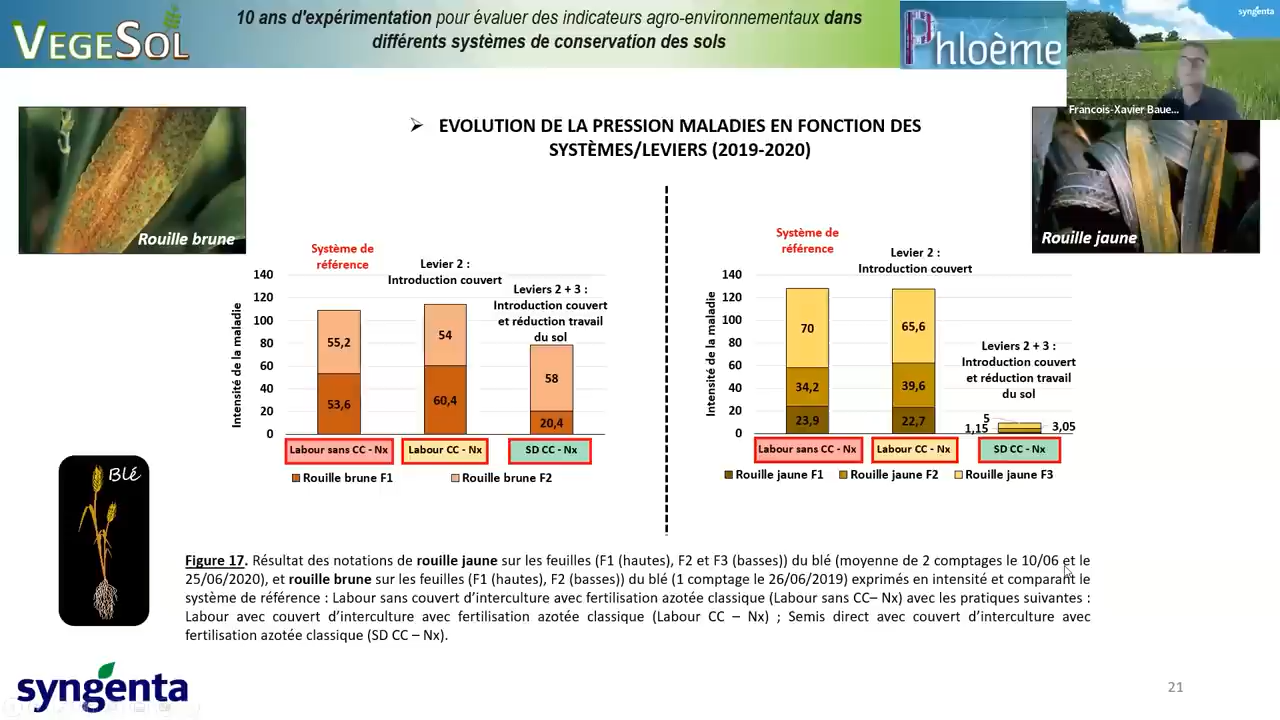 VEGESOL
10 ans d'expérimentation pour évaluer des indicateurs agro-environnementaux dans
différents systèmes de conservation des sols
Phloème
syngenta
Francois-Xavier Baue...
EVOLUTION DE LA PRESSION MALADIES EN FONCTION DES
SYSTÈMES/LEVIERS (2019-2020)
Rouille brune
Rouille jaune
Système de
référence
Levier 2 :
Introduction couvert
Leviers 2 + 3 :
Introduction couvert
et réduction travail
du sol
Intensité de la maladie
140
120
100
80
60
40
20
0
55,2
53,6
54
60,4
58
20,4
Labour sans CC - Nx
Labour CC - Nx
SD CC - Nx
Rouille brune F1
Rouille brune F2
Système de
référence
Levier 2 :
Introduction couvert
Leviers 2 + 3 :
Introduction couvert
et réduction travail
du sol
Intensité de la maladie
140
120
100
80
60
40
20
0
70
34,2
23,9
65,6
39,6
22,7
5
1,15
3,05
Labour sans CC - Nx
Labour CC - Nx
SD CC - Nx
Rouille jaune F1
Rouille jaune F2
Rouille jaune F3
Blé
Figure 17. Résultat des notations de rouille jaune sur les feuilles (F1 (hautes), F2 et F3 (basses)) du blé (moyenne de 2 comptages le 10/06 et le
25/06/2020), et rouille brune sur les feuilles (F1 (hautes), F2 (basses)) du blé (1 comptage le 26/06/2019) exprimés en intensité et comparant le
système de référence : Labour sans couvert d'interculture avec fertilisation azotée classique (Labour sans CC– Nx) avec les pratiques suivantes :
Labour avec couvert d'interculture avec fertilisation azotée classique (Labour CC – Nx) ; Semis direct avec couvert d'interculture avec
fertilisation azotée classique (SD CC – Nx).
syngenta
21